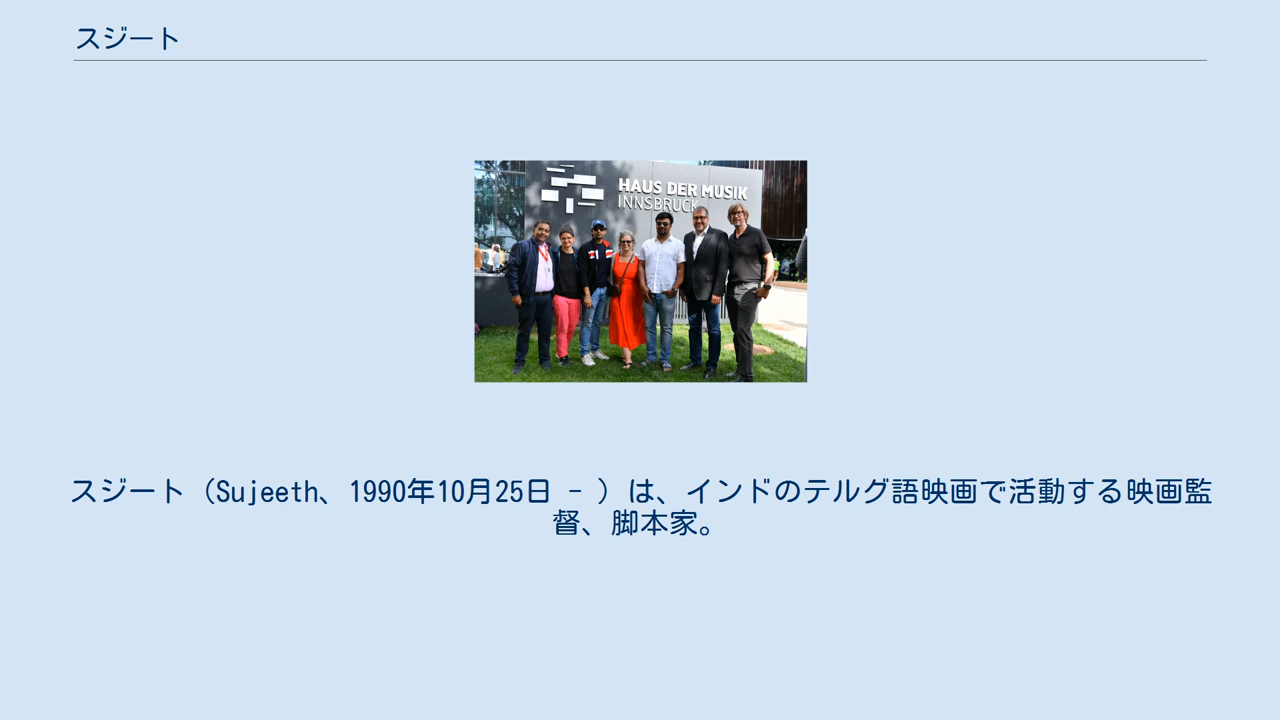 スジート
HAUS DER MUSIK
INNSBRUCK
スジート（Sujeeth、1990年10月25日 - ）は、インドのテルグ語映画で活動する映画監
督、脚本家。